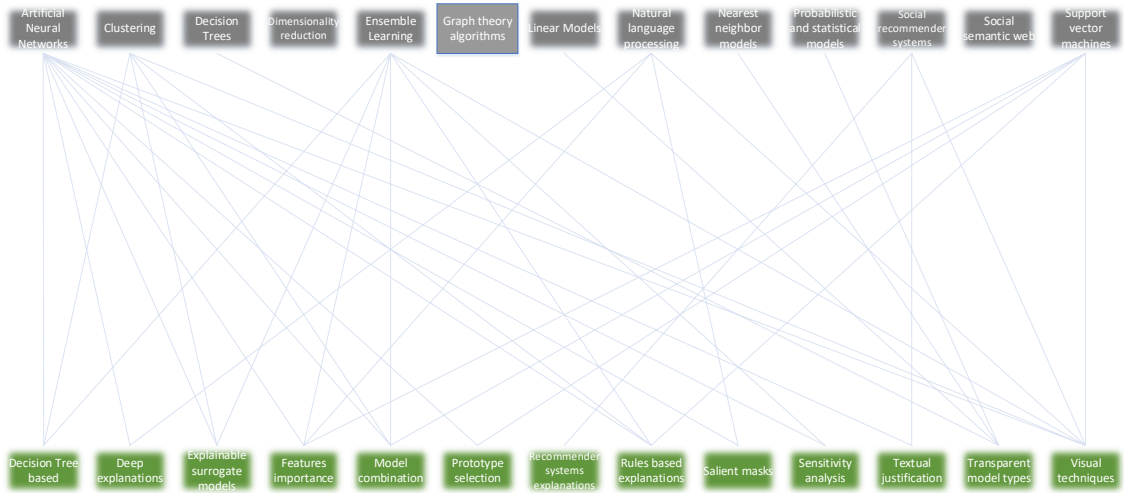 Artificial
Neural
Networks
Clustering
Decision
Trees
Dimensionality
reduction
Ensemble
Learning
Graph theory
algorithms
Linear Models
Natural
language
processing
Nearest
neighbor
models
Probabilistic
and statistical
models
Social
recommender
systems
Social
semantic web
Support
vector
machines
Decision Tree
based
Deep
explanations
Explainable
surrogate
models
Features
importance
Model
combination
Prototype
selection
Recommender
systems
explanations
Rules based
explanations
Salient masks
Sensitivity
analysis
Textual
justification
Transparent
model types
Visual
techniques